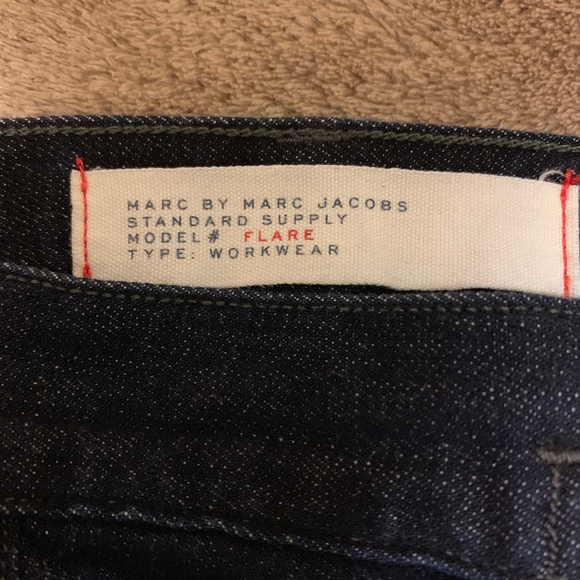 MARC BY MARC JACOBS
STANDARD SUPPLY
MODEL# FLARE
TYPE: WORKWEAR